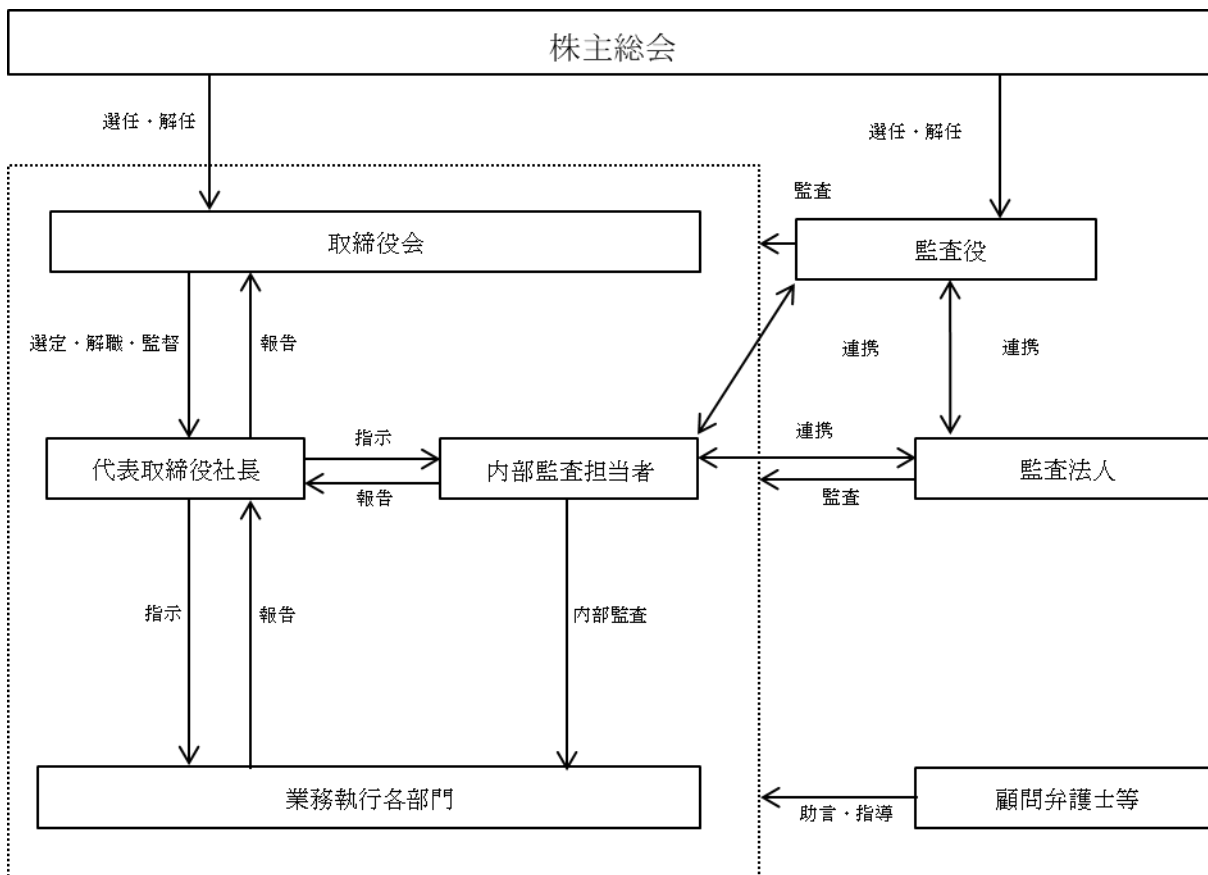 株主総会
選任・解任
選任・解任
監査
取締役会
監査役
選定・解職・監督
報告
連携
連携
指示
連携
代表取締役社長
内部監査担当者
監査法人
報告
監査
指示
報告
内部監査
業務執行各部門
顧問弁護士等
助言・指導